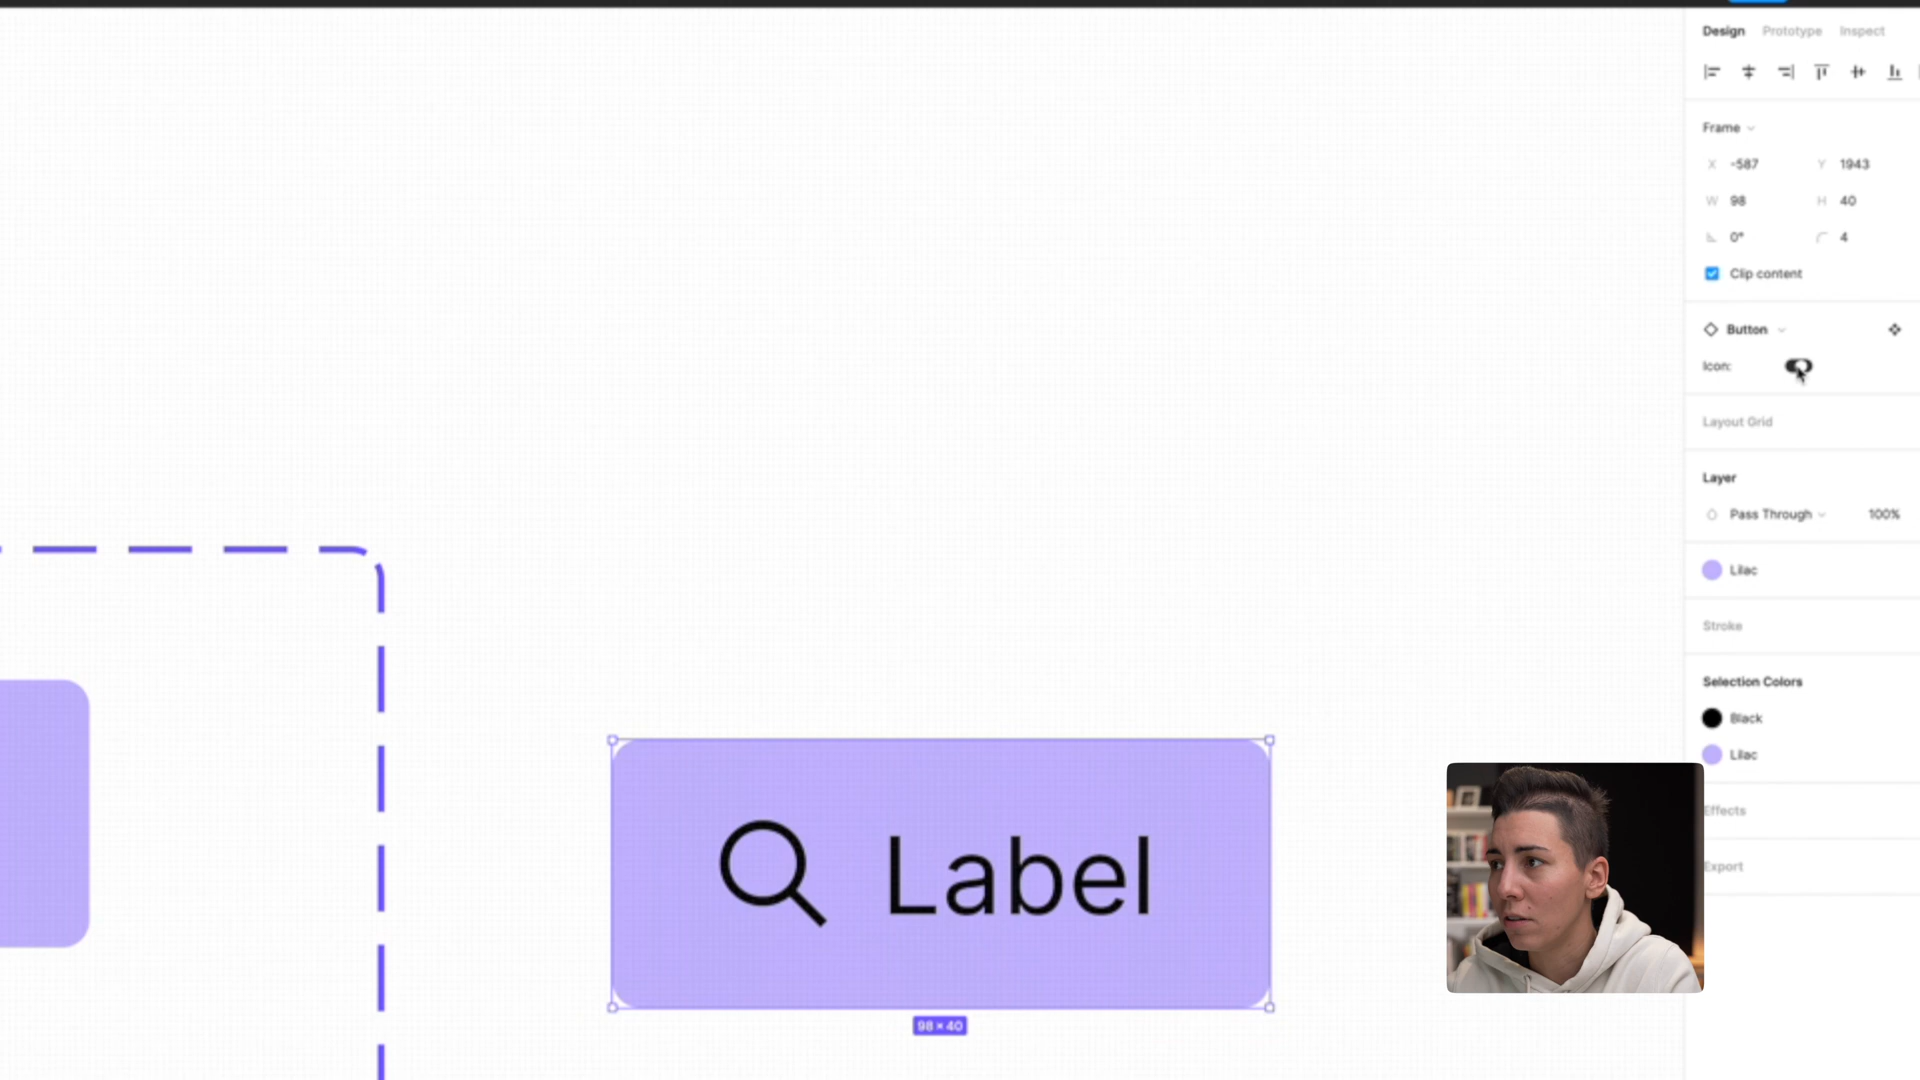 Design Prototype Inspect
Frame
X -587 Y 1943
W 98 H 40
0° 4
Clip content
Button
Icon:
Layout Grid
Layer
Pass Through 100%
Lilac
Stroke
Selection Colors
Black
Lilac
Effects
Export
Label
98 × 40